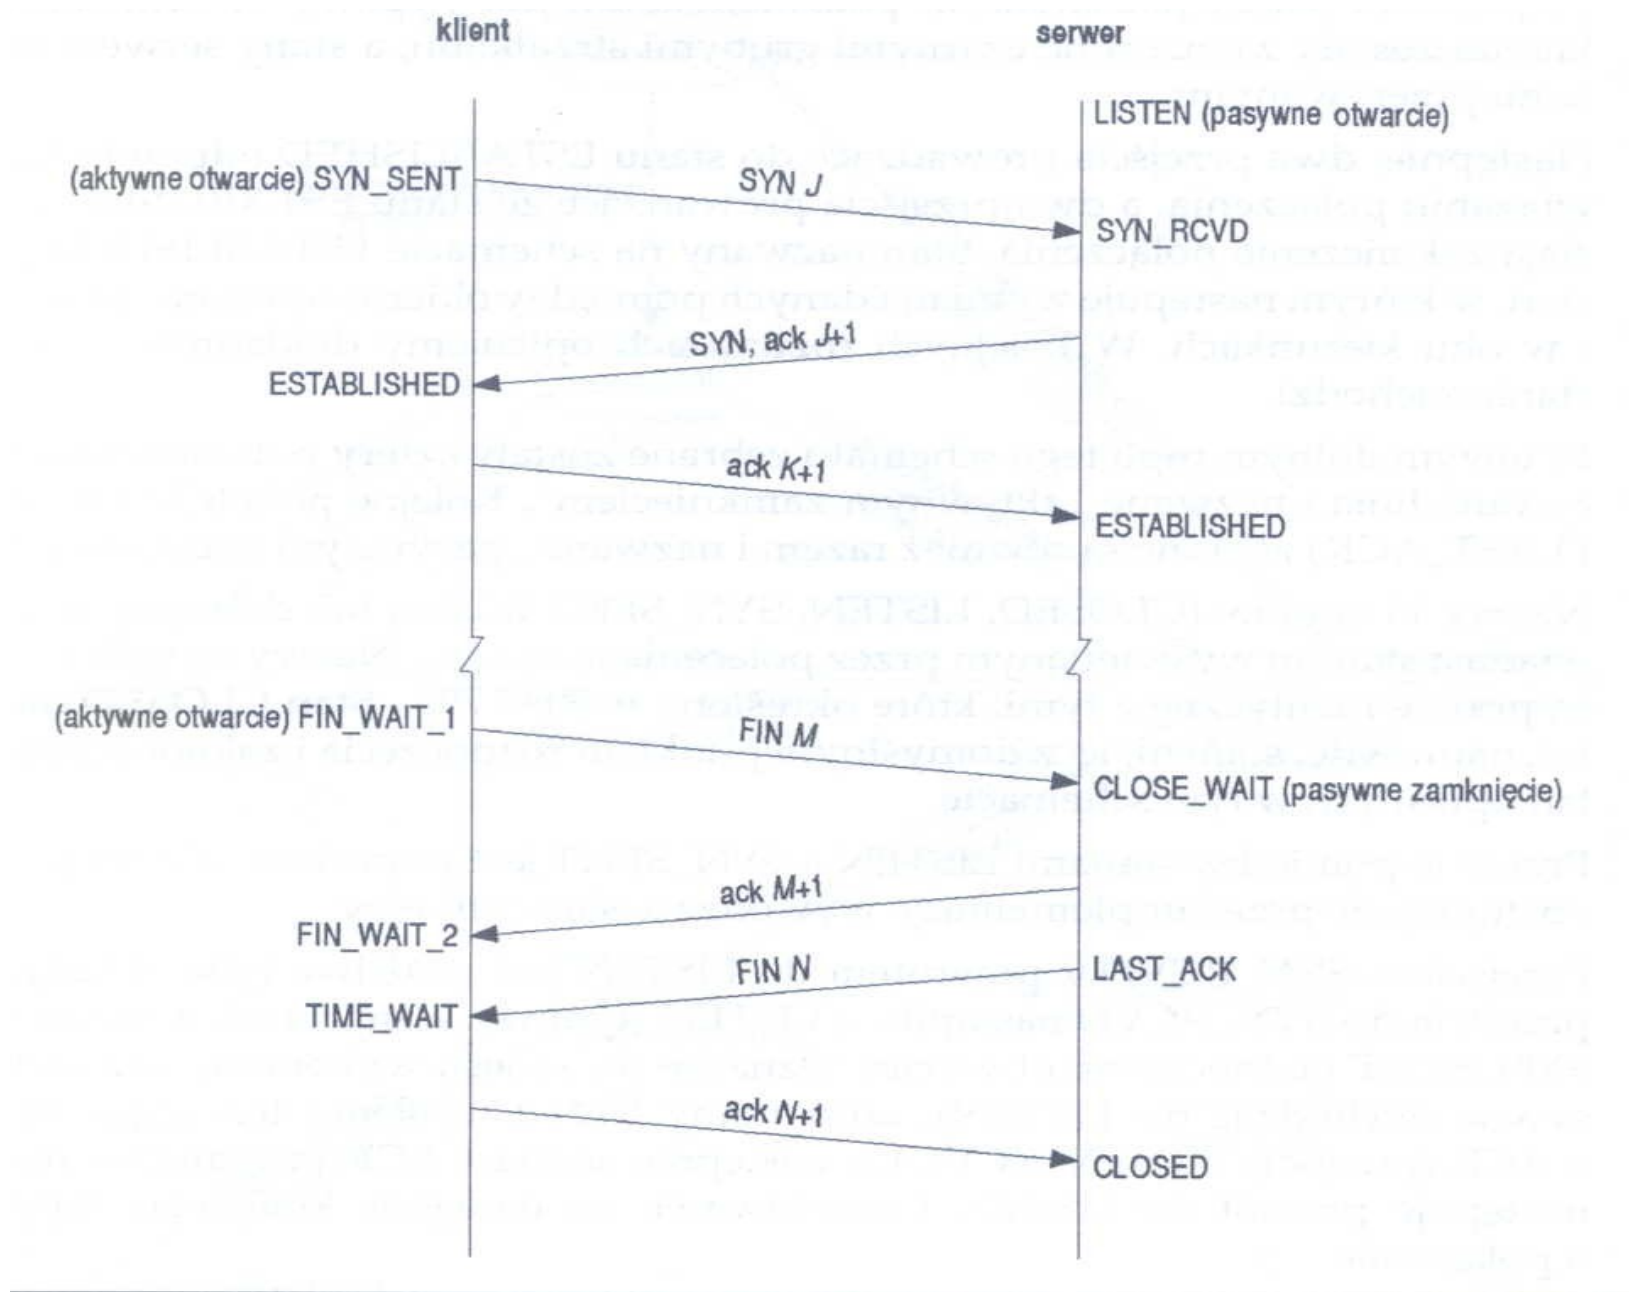 klient
serwer
LISTEN (pasywne otwarcie)
(aktywne otwarcie) SYN_SENT
SYN J
SYN_RCVD
SYN, ack J+1
ESTABLISHED
ack K+1
ESTABLISHED
(aktywne otwarcie) FIN_WAIT_1
FIN M
CLOSE_WAIT (pasywne zamknięcie)
ack M+1
FIN_WAIT_2
FIN N
LAST_ACK
TIME_WAIT
ack N+1
CLOSED